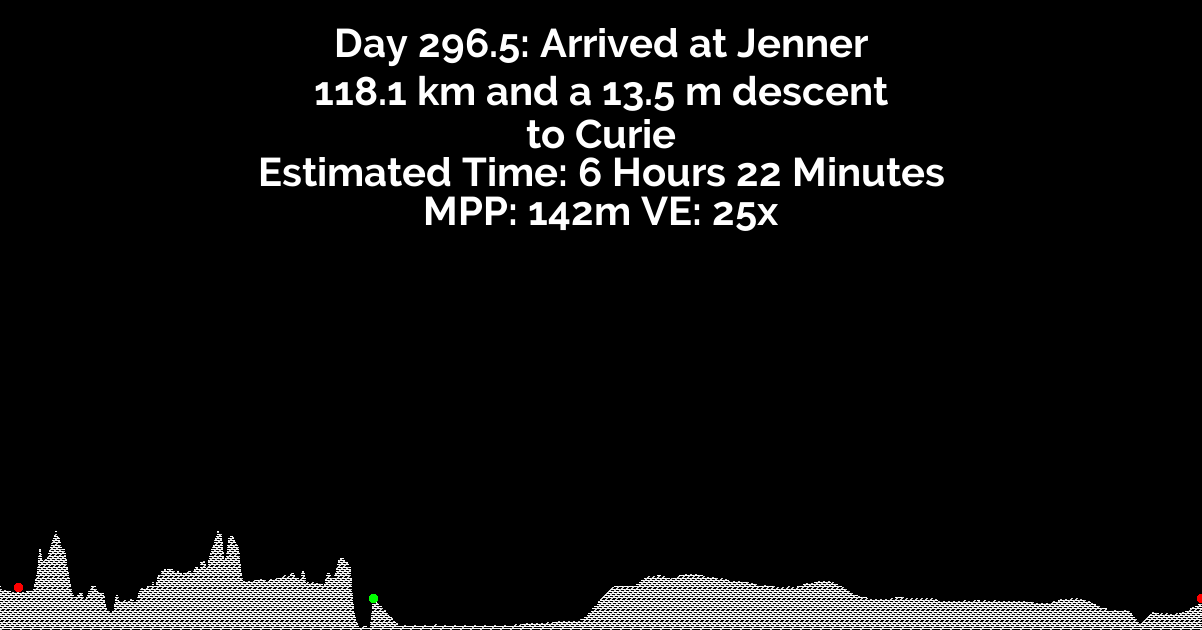 Day 296.5: Arrived at Jenner
118.1 km and a 13.5 m descent
to Curie
Estimated Time: 6 Hours 22 Minutes
MPP: 142m VE: 25x